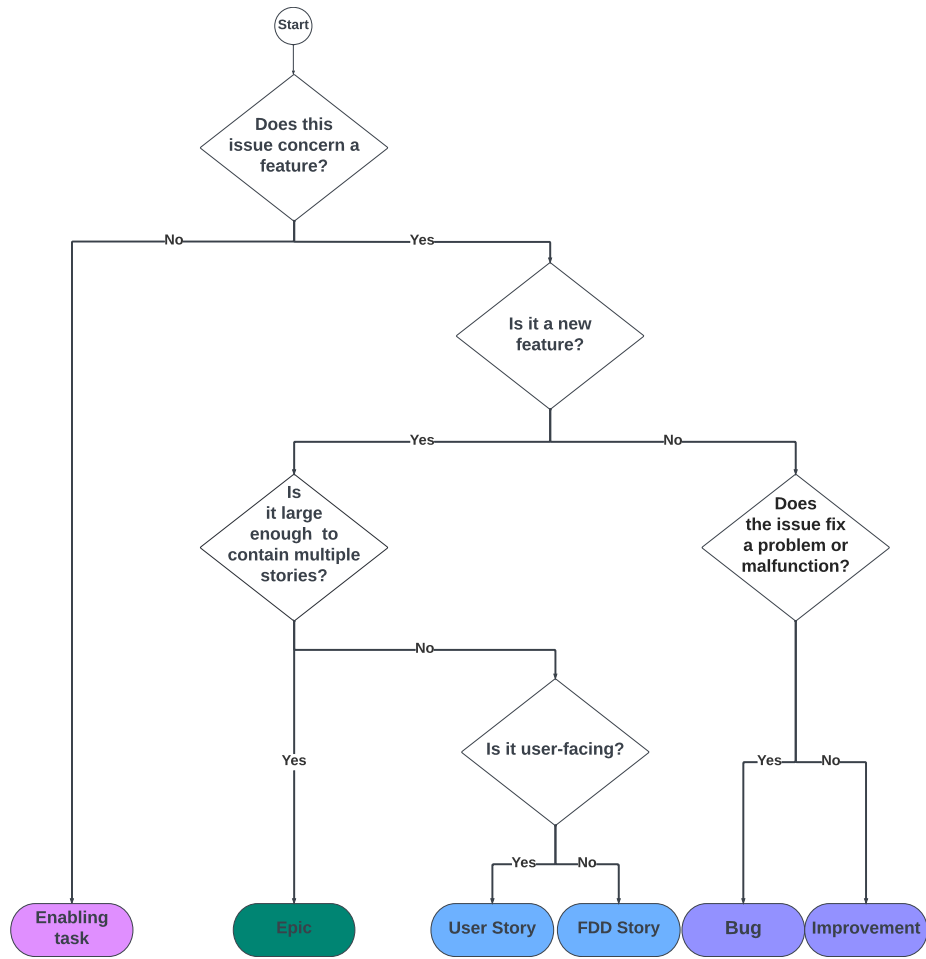 Start
Does this
issue concern a
feature?
No
Yes
Is it a new
feature?
Yes
No
Is
it large
enough to
contain multiple
stories?
Does
the issue fix
a problem or
malfunction?
No
Is it user-facing?
Yes
Yes
No
Yes
No
Enabling
task
Epic
User Story
FDD Story
Bug
Improvement